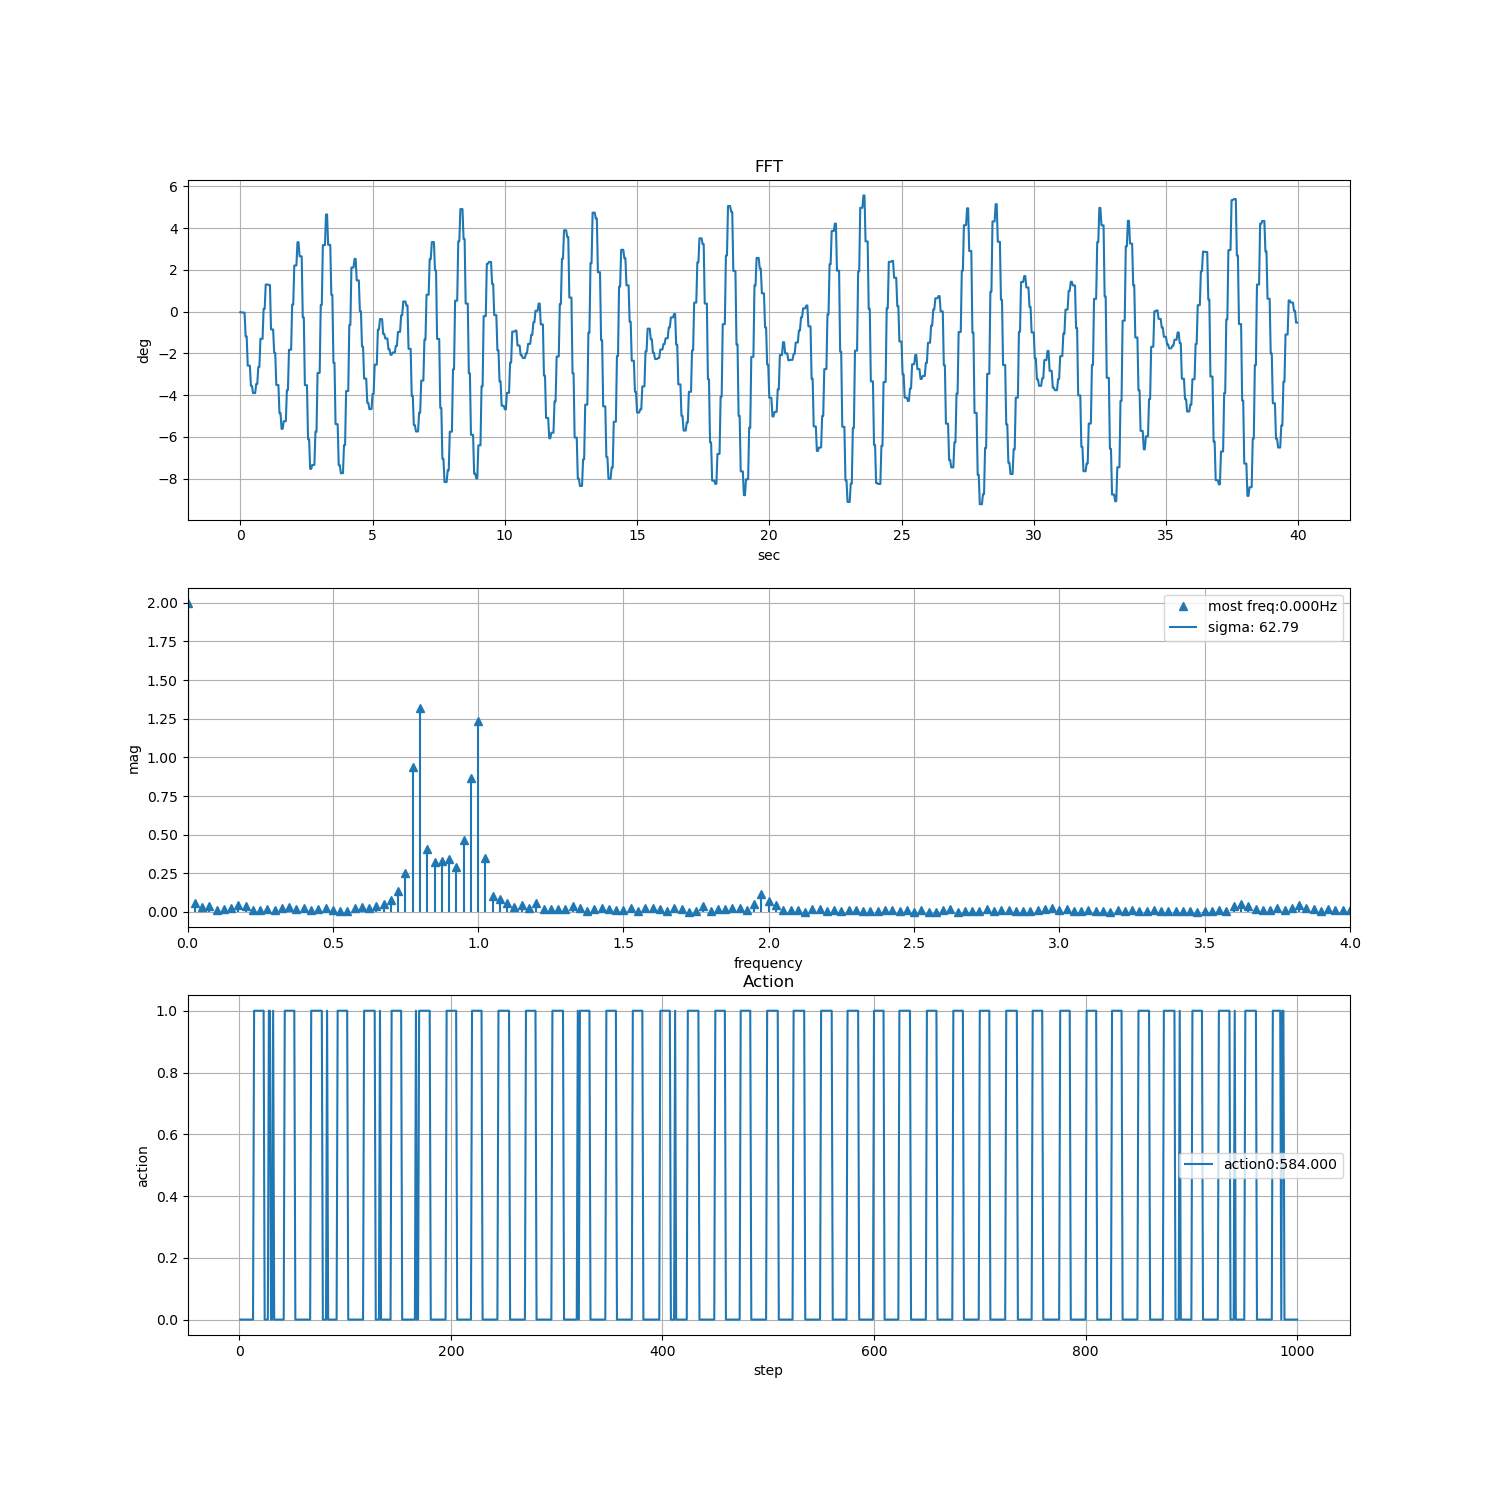 FFT
6
4
2
0
−2
−4
−6
−8
deg
0 5 10 15 20 25 30 35 40
sec
2.00
1.75
1.50
1.25
1.00
0.75
0.50
0.25
0.00
mag
most freq:0.000Hz
sigma: 62.79
0.0 0.5 1.0 1.5 2.0 2.5 3.0 3.5 4.0
frequency
Action
1.0
0.8
0.6
0.4
0.2
0.0
action
action0:584.000
0 200 400 600 800 1000
step